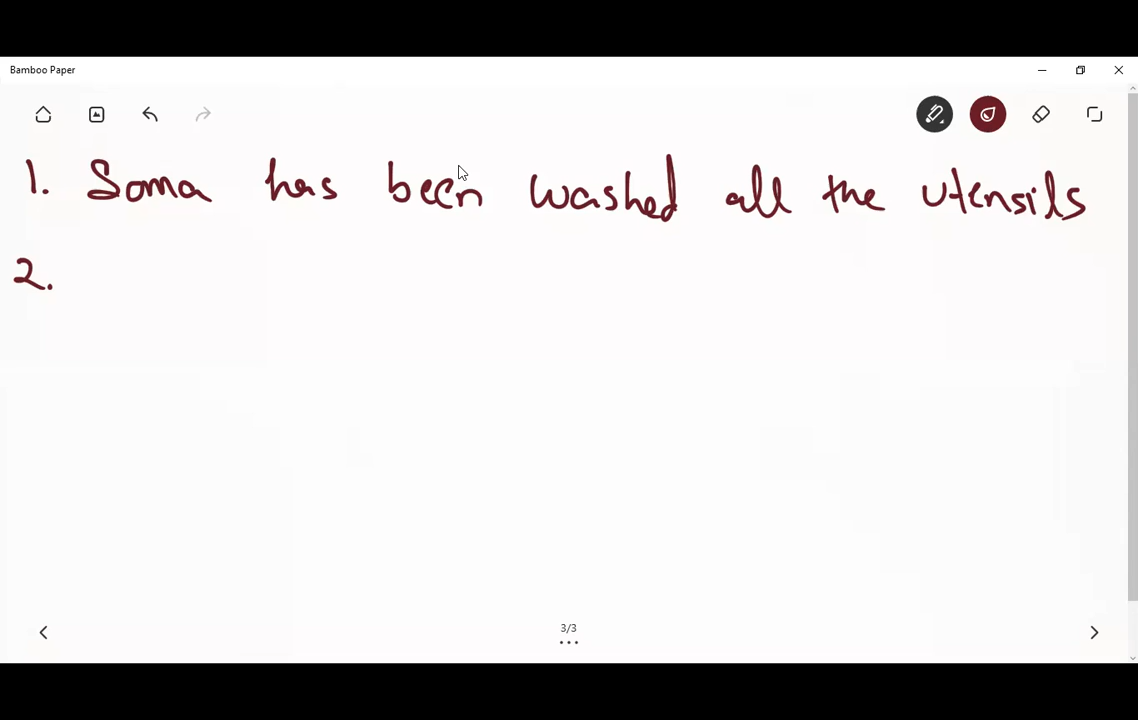 Bamboo Paper
1. Soma has been washed all the utensils
2.
3/3